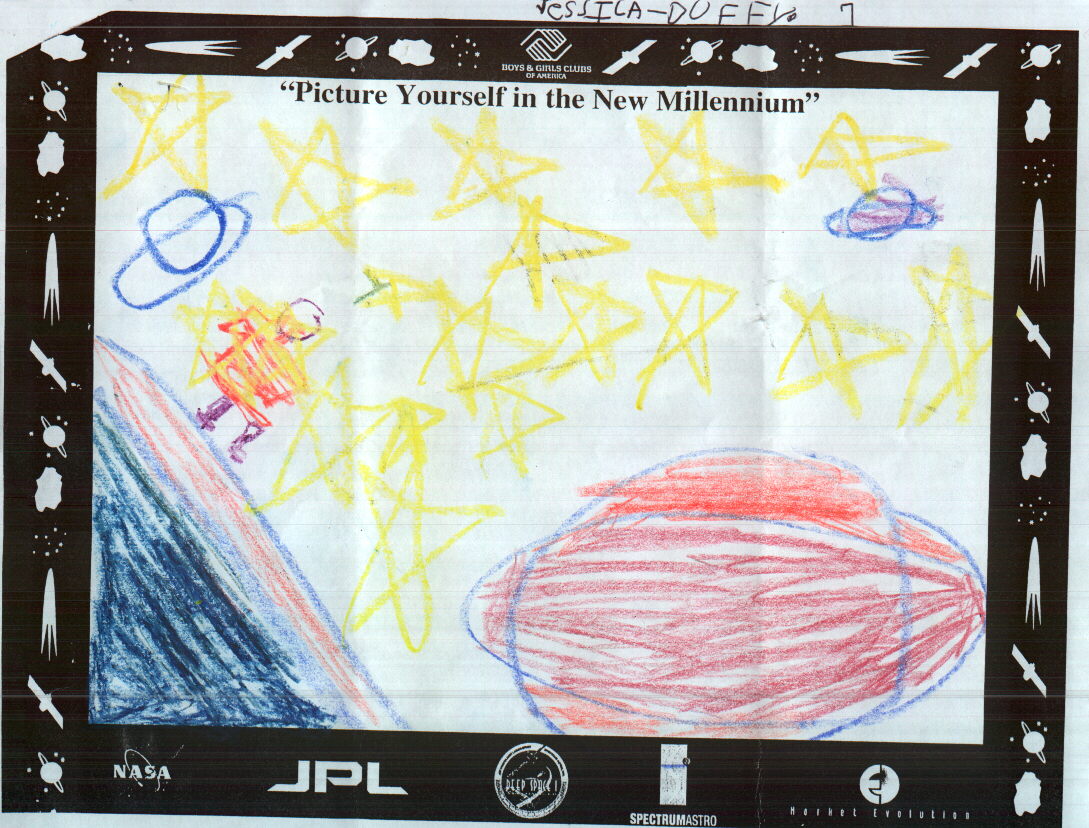 JESSICA-DUFFY 7
BOYS & GIRLS CLUBS
OF AMERICA
“Picture Yourself in the New Millennium”
NASA
JPL
DEEP SPACE 1
SPECTRUMASTRO
Market Evolution